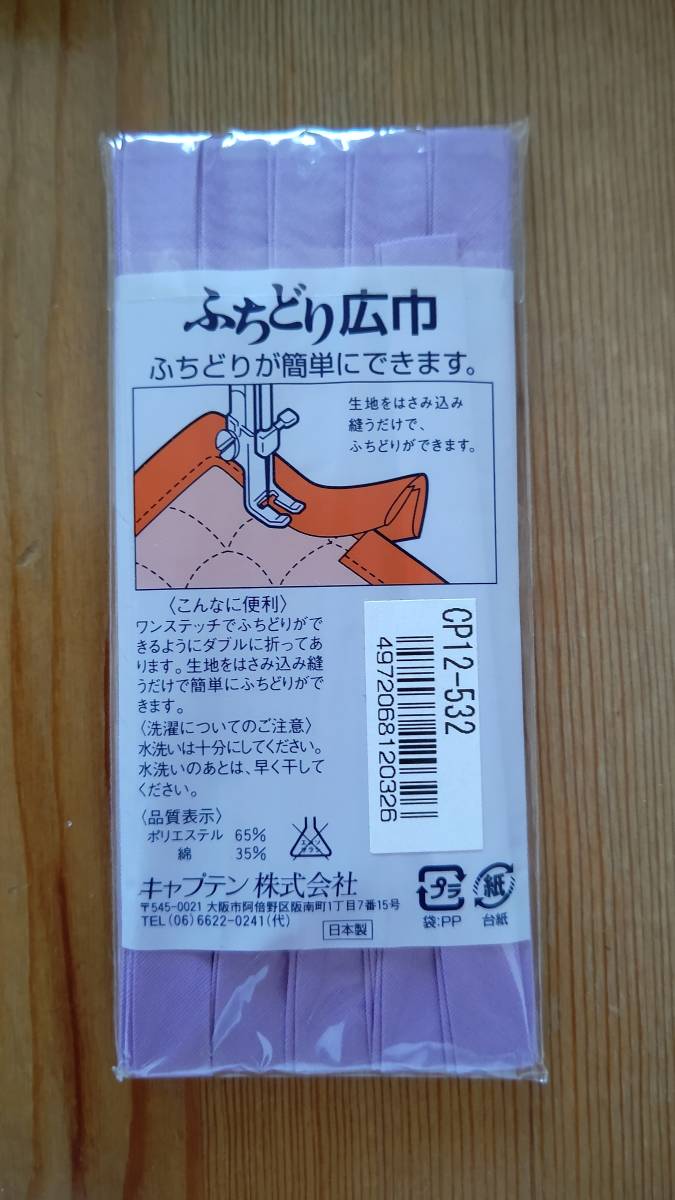 ふちどり広巾
ふちどりが簡単にできます。
生地をはさみ込み
縫うだけで、
ふちどりができます。
〈こんなに便利〉
ワンステッチでふちどりがで
きるようにダブルに折ってあ
ります。生地をはさみ込み縫
うだけで簡単にふちどりがで
きます。
〈洗濯についてのご注意〉
水洗いは十分にしてください。
水洗いのあとは、早く干して
ください。
〈品質表示〉
ポリエステル 65%
綿 35%
エンソ
サラシ
キャプテン株式会社
〒545-0021 大阪市阿倍野区阪南町1丁目7番15号
TEL(06)6622-0241(代)
日本製
CP12-532
4972068120326
プラ
袋:PP
紙
台紙